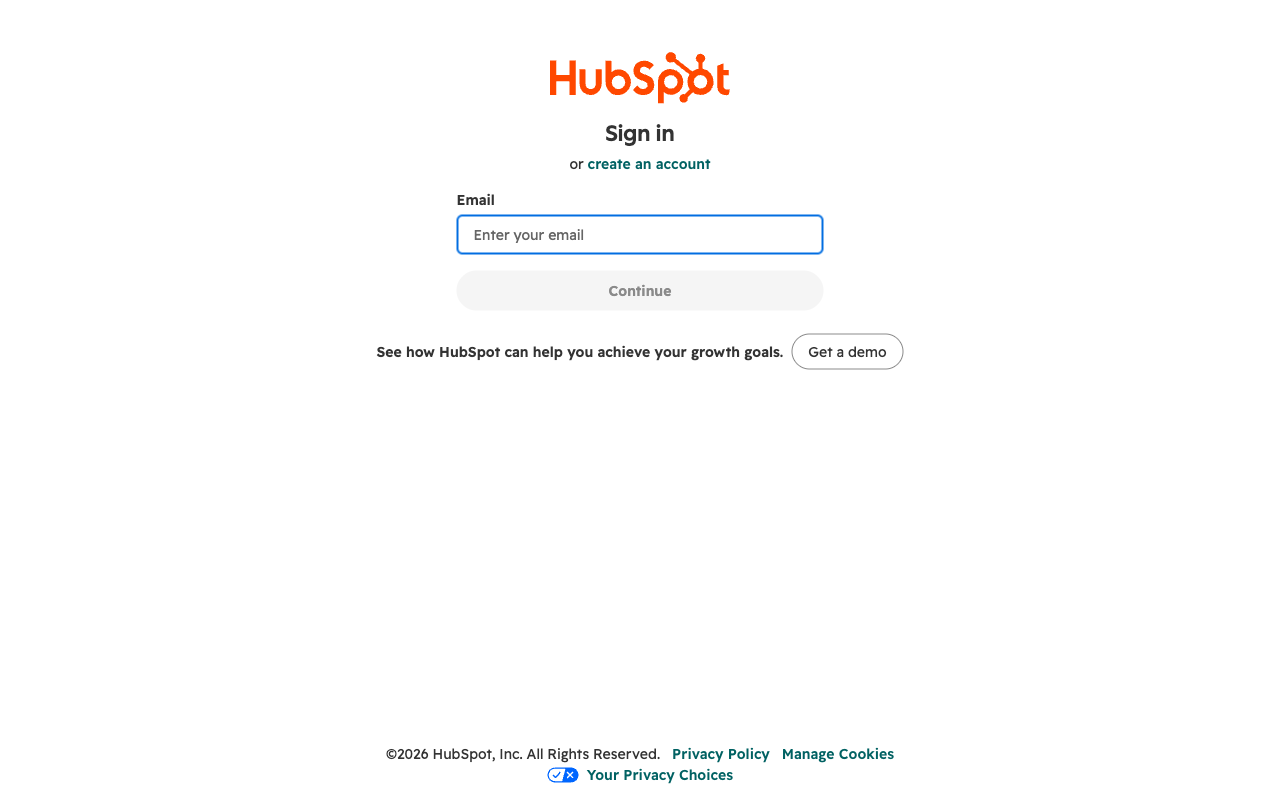 HubSpot
Sign in
or create an account
Email
Enter your email
Continue
See how HubSpot can help you achieve your growth goals. Get a demo
©2026 HubSpot, Inc. All Rights Reserved. Privacy Policy Manage Cookies
Your Privacy Choices